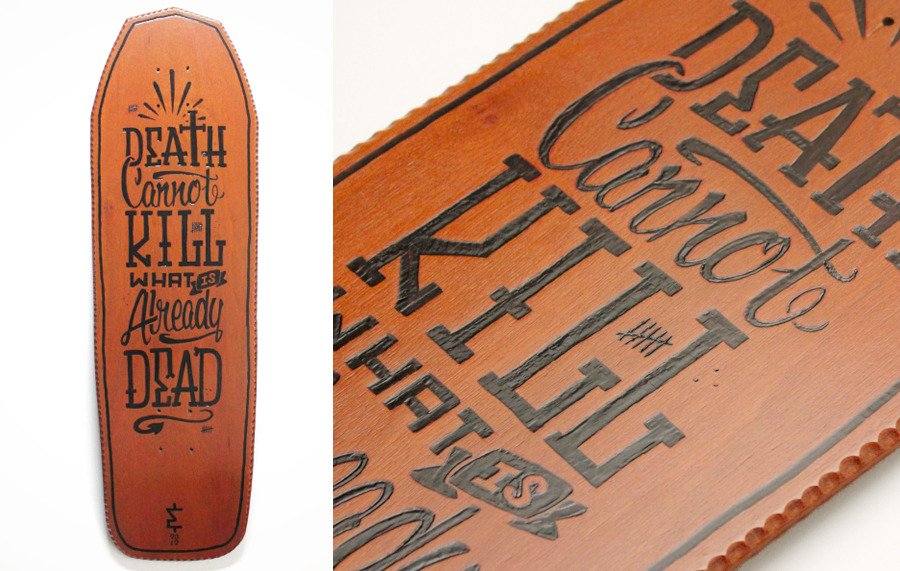 DEATH
Cannot
KILL
WHAT IS
Already
DEAD
DEATH
Cannot
KILL
WHAT IS